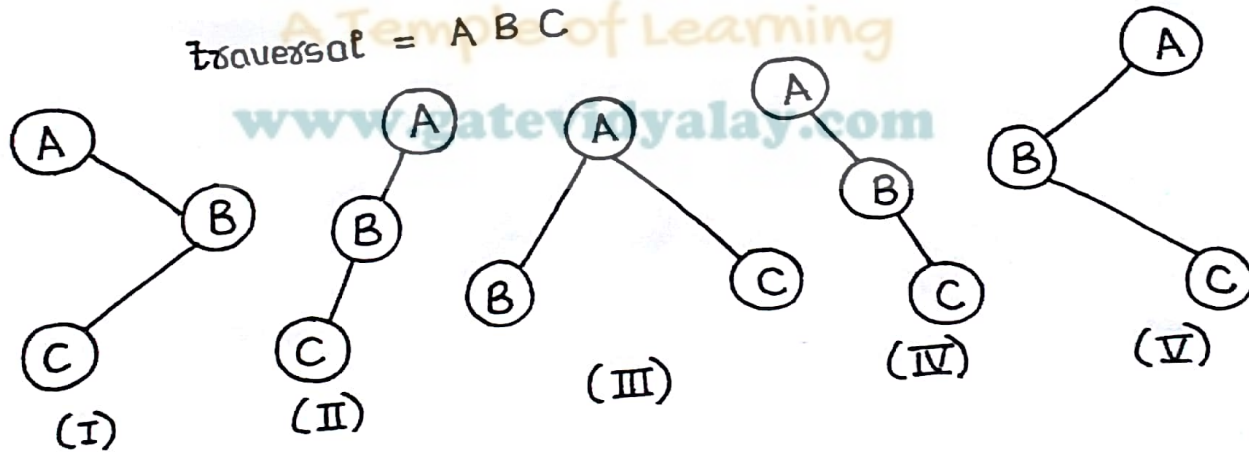 A Temple of Learning
traversal = A B C
www.gatevidyalay.com
A
B
C
(I)
A
B
C
(II)
A
B
C
(III)
A
B
C
(IV)
A
B
C
(V)